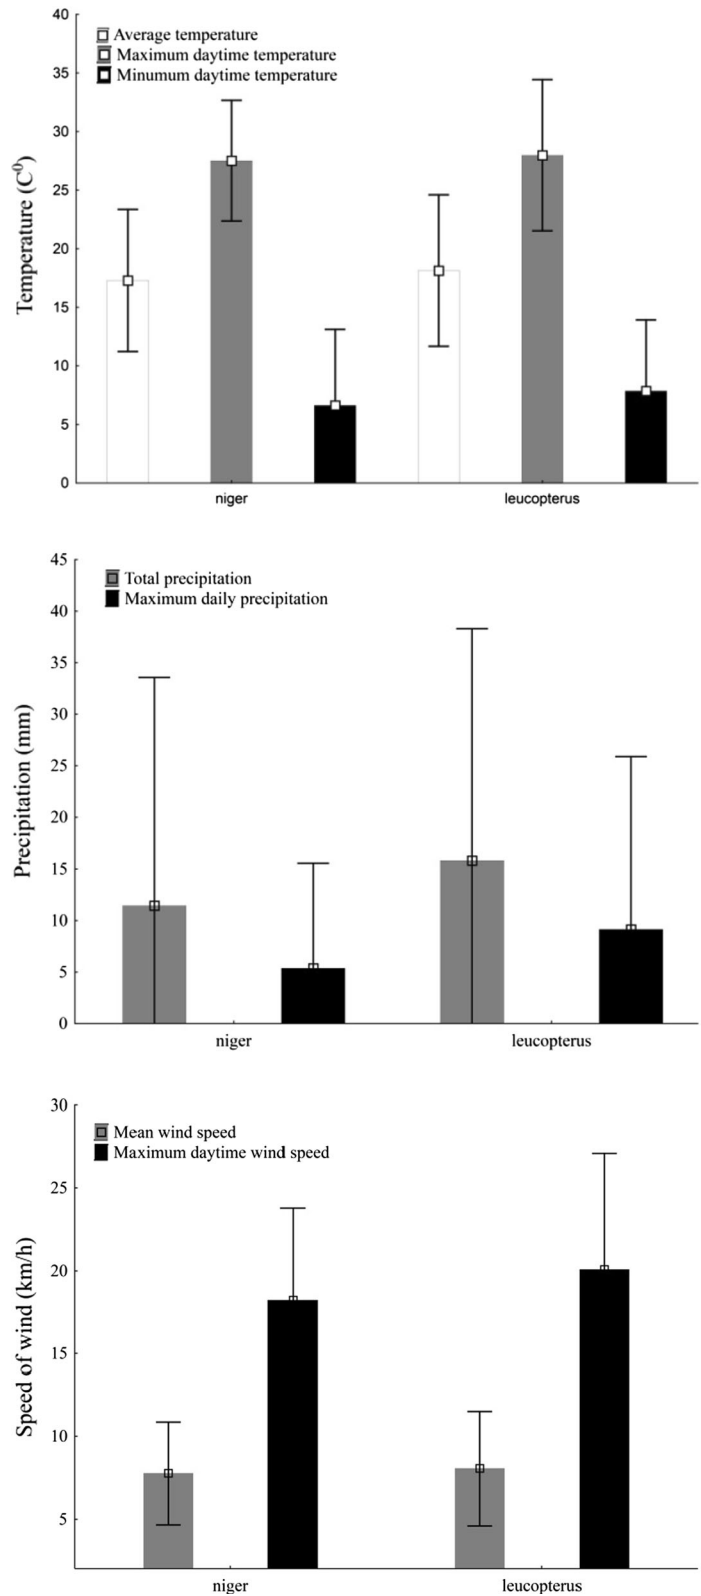 40
Average temperature
Maximum daytime temperature
Minumum daytime temperature
35
30
25
20
15
10
5
0
Temperature (C⁰)
niger leucopterus
45
Total precipitation
Maximum daily precipitation
40
35
30
25
20
15
10
5
0
Precipitation (mm)
niger leucopterus
30
Mean wind speed
Maximum daytime wind speed
25
20
15
10
5
Speed of wind (km/h)
niger leucopterus